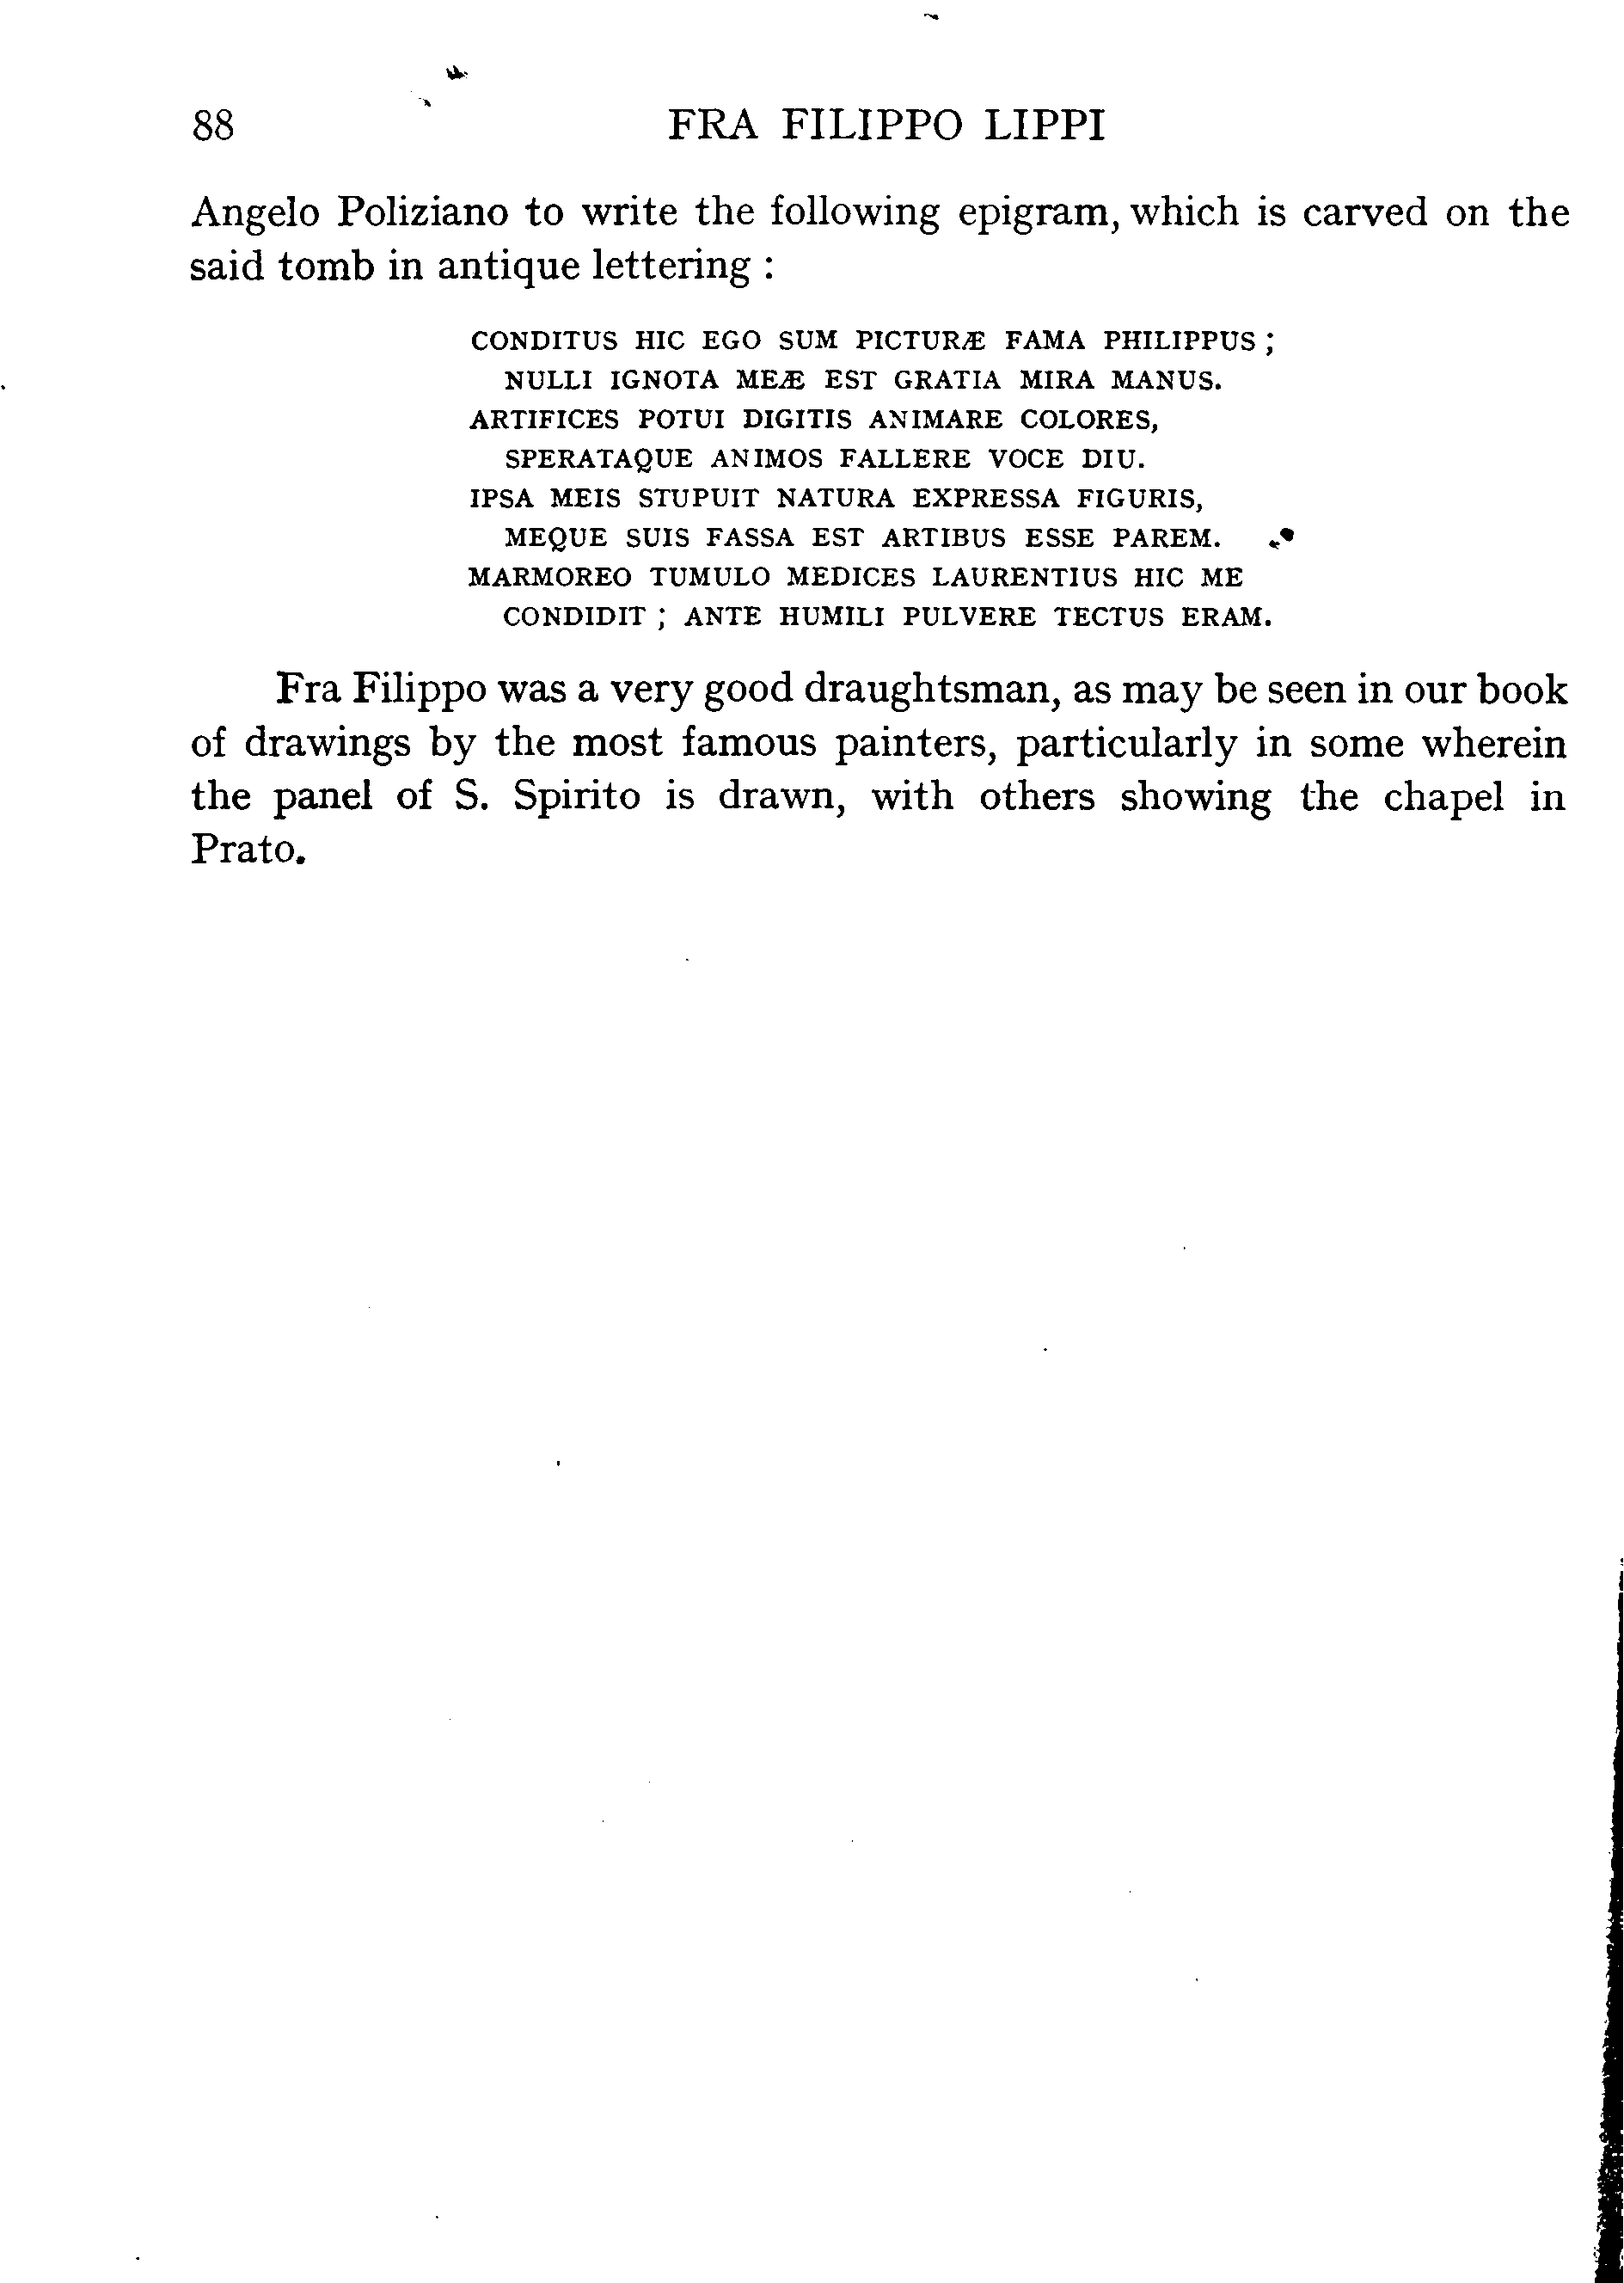 88 FRA FILIPPO LIPPI
Angelo Poliziano to write the following epigram, which is carved on the
said tomb in antique lettering :
CONDITUS HIC EGO SUM PICTURÆ FAMA PHILIPPUS ;
NULLI IGNOTA MEÆ EST GRATIA MIRA MANUS.
ARTIFICES POTUI DIGITIS ANIMARE COLORES,
SPERATAQUE ANIMOS FALLERE VOCE DIU.
IPSA MEIS STUPUIT NATURA EXPRESSA FIGURIS,
MEQUE SUIS FASSA EST ARTIBUS ESSE PAREM.
MARMOREO TUMULO MEDICES LAURENTIUS HIC ME
CONDIDIT ; ANTE HUMILI PULVERE TECTUS ERAM.
Fra Filippo was a very good draughtsman, as may be seen in our book
of drawings by the most famous painters, particularly in some wherein
the panel of S. Spirito is drawn, with others showing the chapel in
Prato.